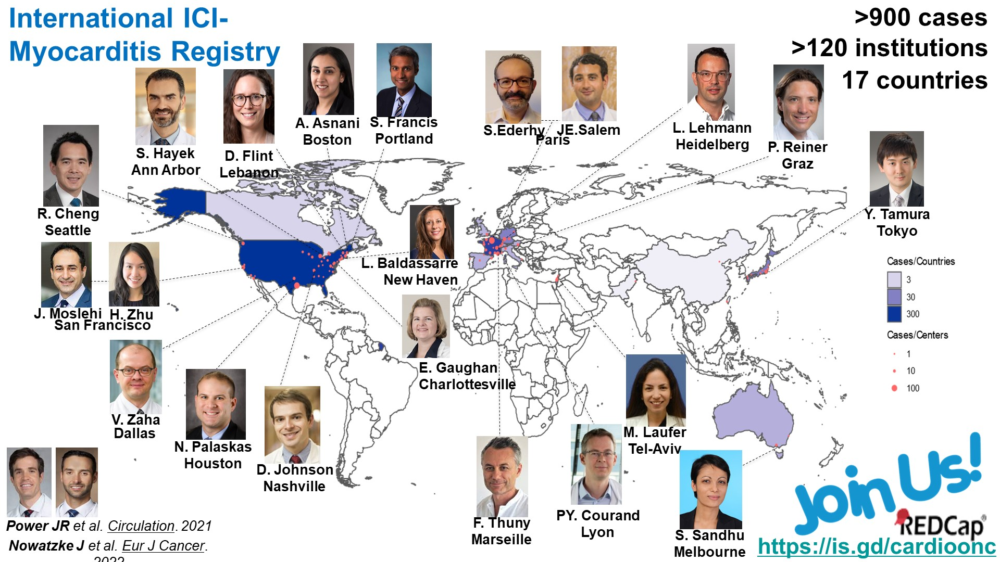 International ICI-
Myocarditis Registry
>900 cases
>120 institutions
17 countries
A. Asnani
Boston
S. Francis
Portland
S.Ederhy
JE.Salem
Paris
L. Lehmann
Heidelberg
P. Reiner
Graz
S. Hayek
Ann Arbor
D. Flint
Lebanon
R. Cheng
Seattle
Y. Tamura
Tokyo
L. Baldassarre
New Haven
J. Moslehi
H. Zhu
San Francisco
Cases/Countries
3
30
300
Cases/Centers
1
10
100
E. Gaughan
Charlottesville
V. Zaha
Dallas
N. Palaskas
Houston
D. Johnson
Nashville
M. Laufer
Tel-Aviv
F. Thuny
Marseille
PY. Courand
Lyon
S. Sandhu
Melbourne
Join Us!
REDCap®
https://is.gd/cardioonc
Power JR et al. Circulation. 2021
Nowatzke J et al. Eur J Cancer.
2022